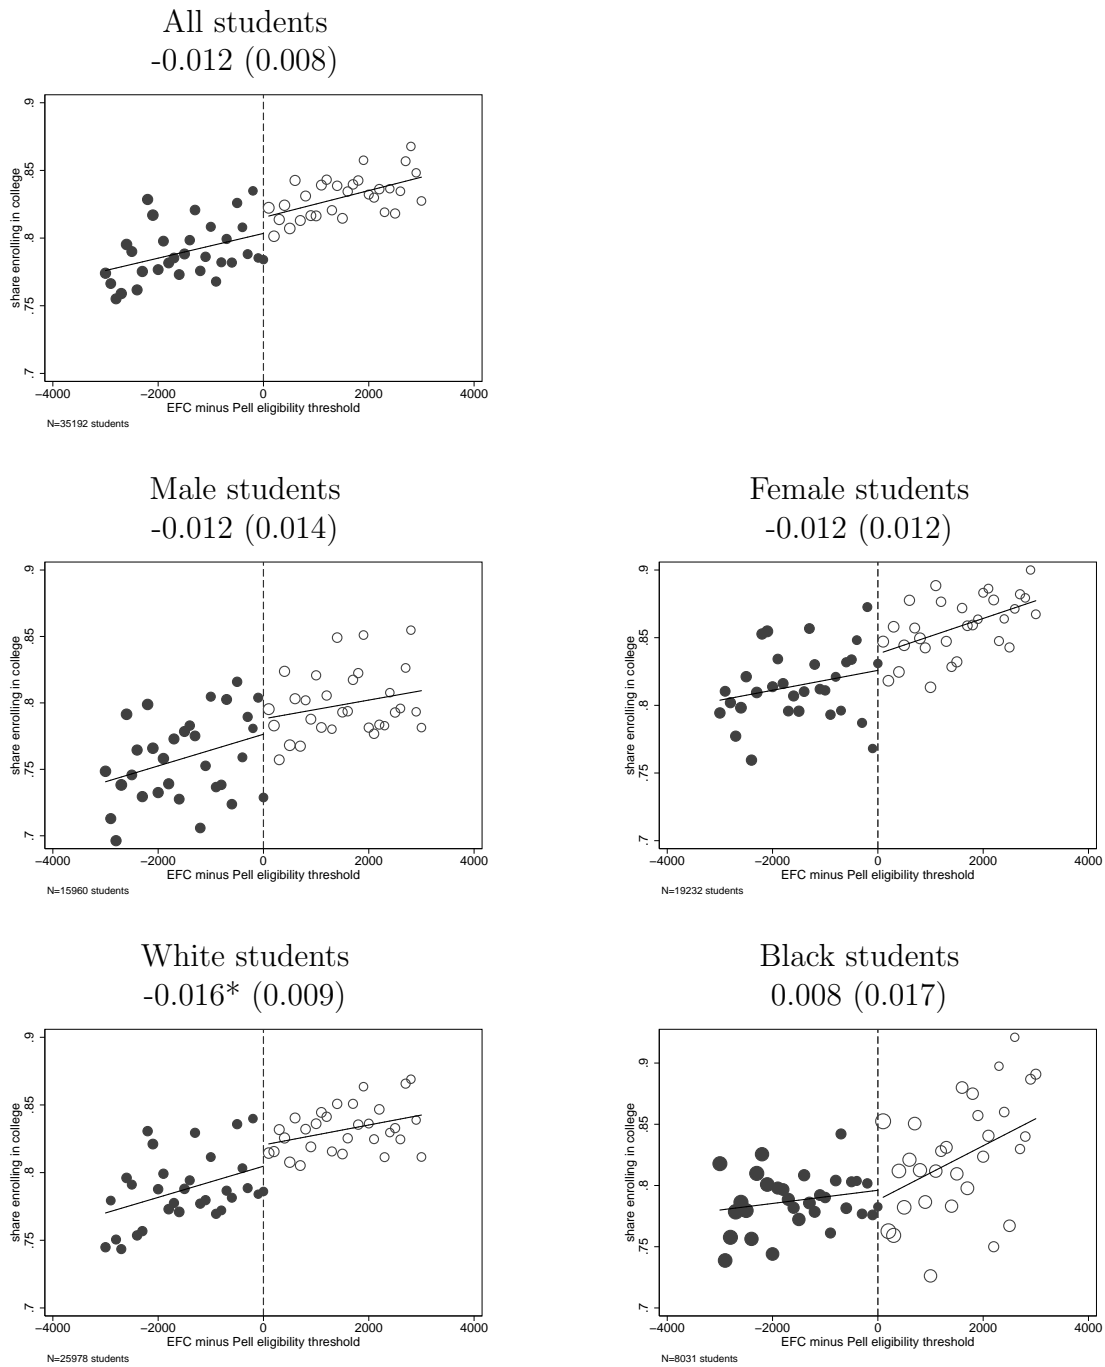 All students
-0.012 (0.008)
share enrolling in college
.9
.85
.8
.75
.7
−4000 −2000 0 2000 4000
EFC minus Pell eligibility threshold
N=35192 students
Male students
-0.012 (0.014)
share enrolling in college
.9
.85
.8
.75
.7
−4000 −2000 0 2000 4000
EFC minus Pell eligibility threshold
N=15960 students
Female students
-0.012 (0.012)
share enrolling in college
.9
.85
.8
.75
.7
−4000 −2000 0 2000 4000
EFC minus Pell eligibility threshold
N=19232 students
White students
-0.016* (0.009)
share enrolling in college
.9
.85
.8
.75
.7
−4000 −2000 0 2000 4000
EFC minus Pell eligibility threshold
N=25978 students
Black students
0.008 (0.017)
share enrolling in college
.9
.85
.8
.75
.7
−4000 −2000 0 2000 4000
EFC minus Pell eligibility threshold
N=8031 students